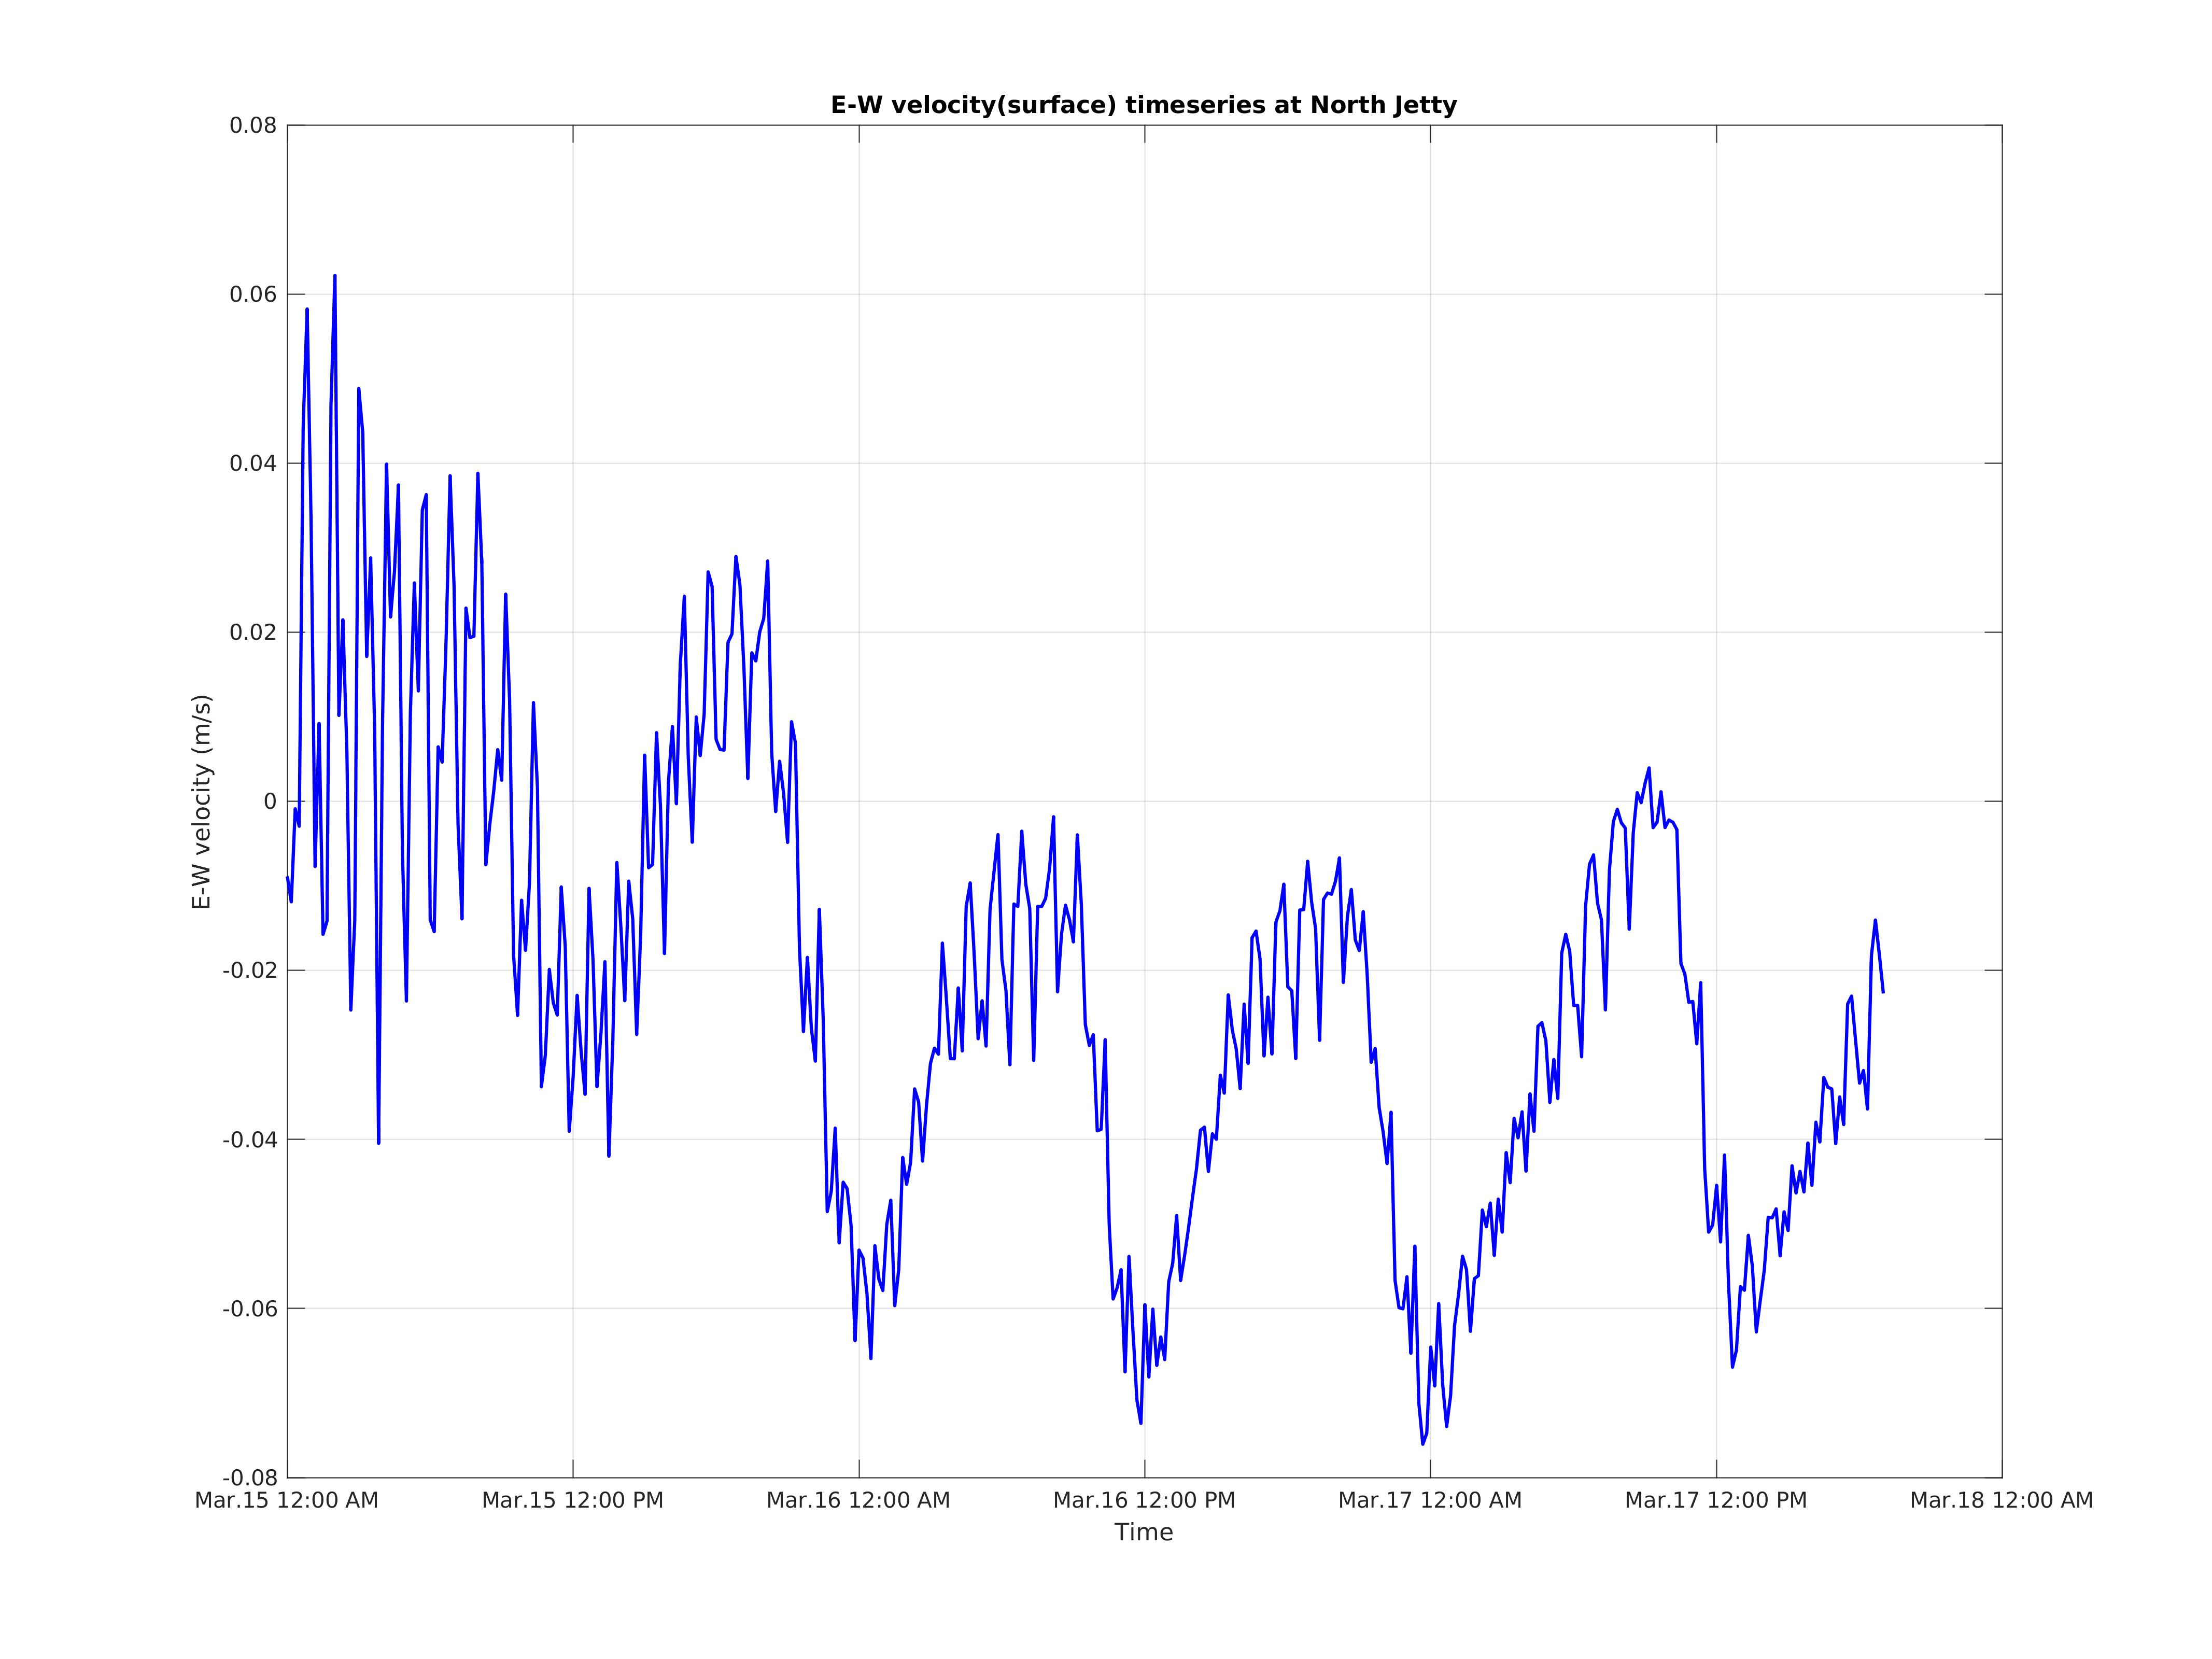 E-W velocity(surface) timeseries at North Jetty
0.08
0.06
0.04
0.02
0
-0.02
-0.04
-0.06
-0.08
E-W velocity (m/s)
Mar.15 12:00 AM Mar.15 12:00 PM Mar.16 12:00 AM Mar.16 12:00 PM Mar.17 12:00 AM Mar.17 12:00 PM Mar.18 12:00 AM
Time